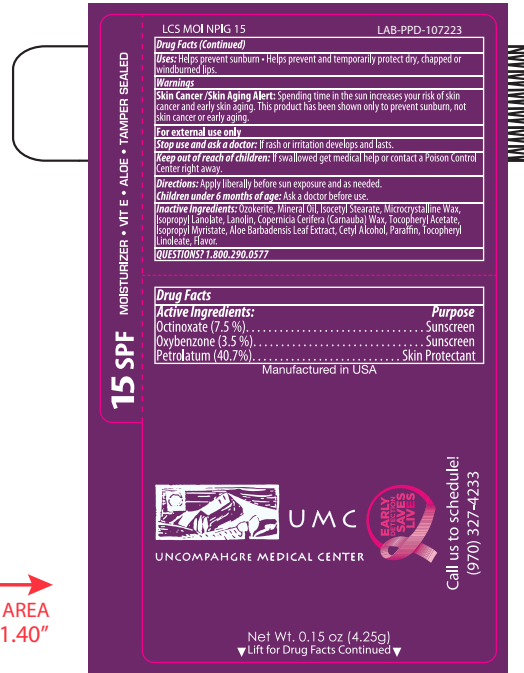 LCS MOI NPIG 15 LAB-PPD-107223
Drug Facts (Continued)
Uses: Helps prevent sunburn • Helps prevent and temporarily protect dry, chapped or
windburned lips.
Warnings
Skin Cancer /Skin Aging Alert: Spending time in the sun increases your risk of skin
cancer and early skin aging. This product has been shown only to prevent sunburn, not
skin cancer or early aging.
For external use only
Stop use and ask a doctor: If rash or irritation develops and lasts.
Keep out of reach of children: If swallowed get medical help or contact a Poison Control
Center right away.
Directions: Apply liberally before sun exposure and as needed.
Children under 6 months of age: Ask a doctor before use.
Inactive Ingredients: Ozokerite, Mineral Oil, Isocetyl Stearate, Microcrystalline Wax,
Isopropyl Lanolate, Lanolin, Copernicia Cerifera (Carnauba) Wax, Tocopheryl Acetate,
Isopropyl Myristate, Aloe Barbadensis Leaf Extract, Cetyl Alcohol, Paraffin, Tocopheryl
Linoleate, Flavor.
QUESTIONS? 1.800.290.0577
15 SPF MOISTURIZER • VIT E • ALOE • TAMPER SEALED
Drug Facts
Active Ingredients: Purpose
Octinoxate (7.5 %)............................Sunscreen
Oxybenzone (3.5 %)............................Sunscreen
Petrolatum (40.7%)........................Skin Protectant
Manufactured in USA
UMC
UNCOMPAHGRE MEDICAL CENTER
EARLY
DETECTION
SAVES
LIVES
Call us to schedule!
(970) 327-4233
AREA
1.40"
Net Wt. 0.15 oz (4.25g)
▼Lift for Drug Facts Continued▼